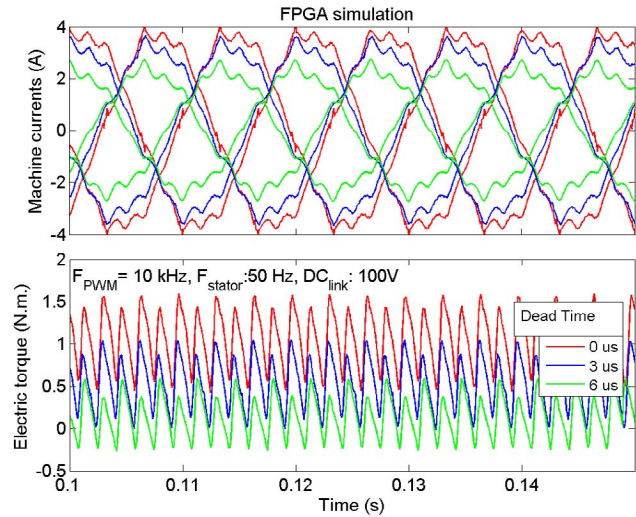 FPGA simulation
Machine currents (A)
4
2
0
-2
-4
Electric torque (N.m.)
2
1.5
1
0.5
0
-0.5
F_PWM= 10 kHz, F_stator:50 Hz, DC_link: 100V
Dead Time
0 us
3 us
6 us
0.1
0.11
0.12
0.13
0.14
Time (s)